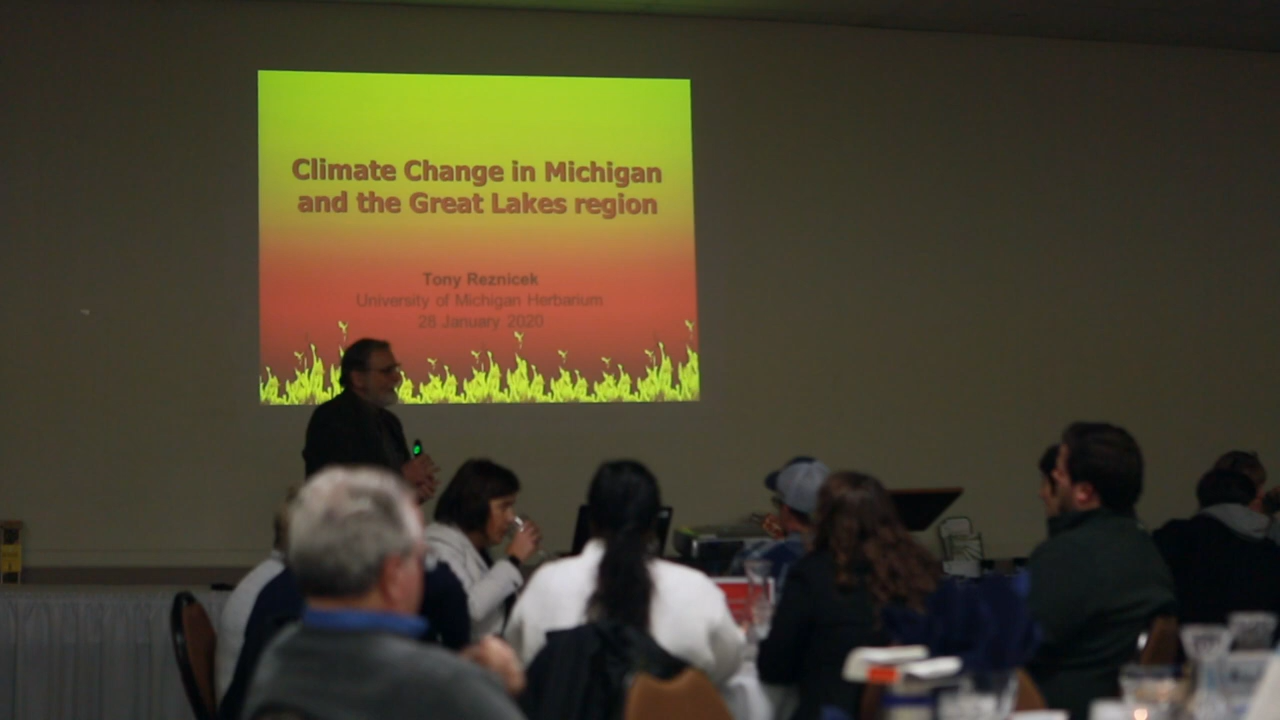 Climate Change in Michigan
and the Great Lakes region
Tony Reznicek
University of Michigan Herbarium
28 January 2020